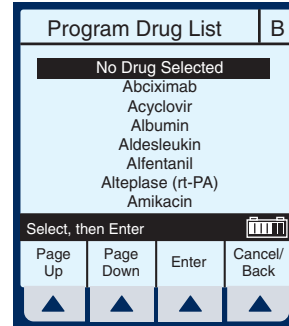 Program Drug List B
No Drug Selected
Abciximab
Acyclovir
Albumin
Aldesleukin
Alfentanil
Alteplase (rt-PA)
Amikacin
Select, then Enter
Page Up
Page Down
Enter
Cancel/
Back